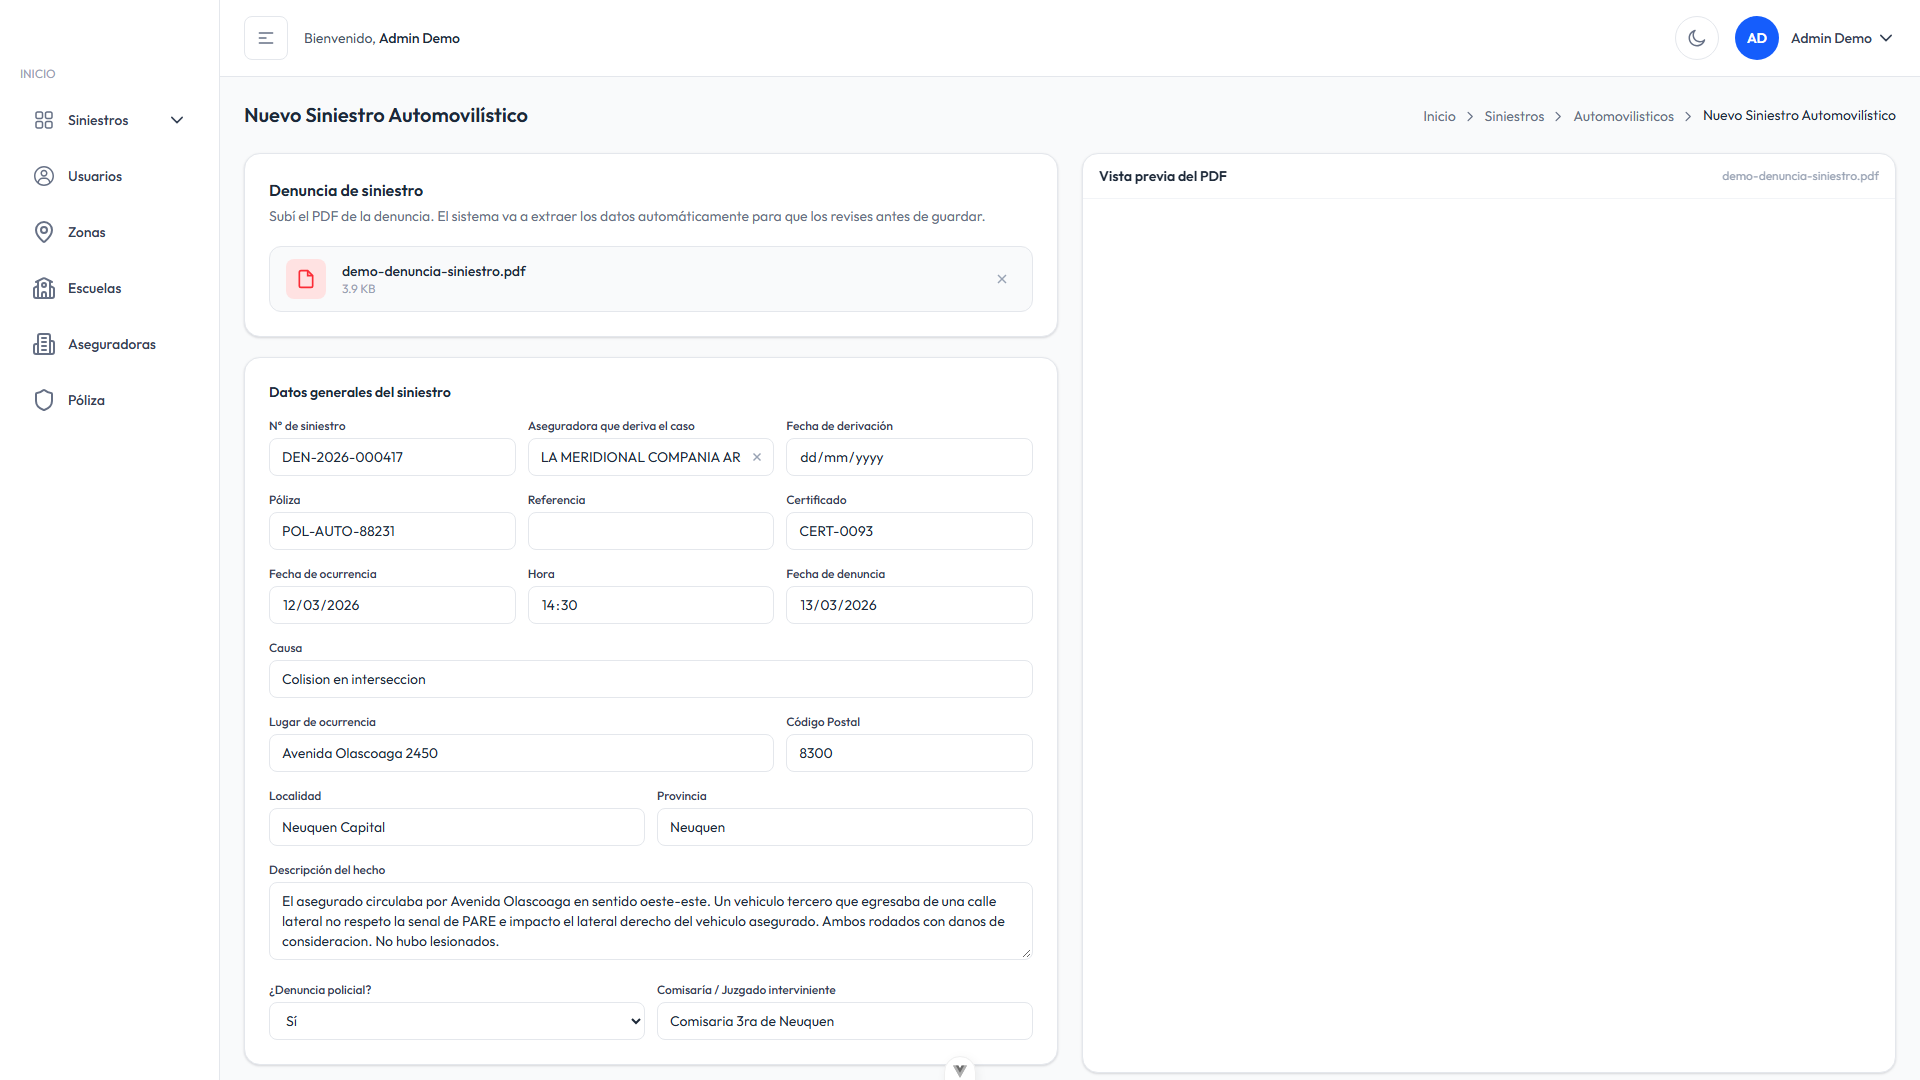 Bienvenido, Admin Demo
AD
Admin Demo
INICIO
Siniestros
Usuarios
Zonas
Escuelas
Aseguradoras
Póliza
Nuevo Siniestro Automovilístico
Inicio
Siniestros
Automovilisticos
Nuevo Siniestro Automovilístico
Denuncia de siniestro
Subí el PDF de la denuncia. El sistema va a extraer los datos automáticamente para que los revises antes de guardar.
demo-denuncia-siniestro.pdf
3.9 KB
Datos generales del siniestro
N° de siniestro
DEN-2026-000417
Aseguradora que deriva el caso
LA MERIDIONAL COMPANIA AR
Fecha de derivación
dd/mm/yyyy
Póliza
POL-AUTO-88231
Referencia
Certificado
CERT-0093
Fecha de ocurrencia
12/03/2026
Hora
14:30
Fecha de denuncia
13/03/2026
Causa
Colision en interseccion
Lugar de ocurrencia
Avenida Olascoaga 2450
Código Postal
8300
Localidad
Neuquen Capital
Provincia
Neuquen
Descripción del hecho
El asegurado circulaba por Avenida Olascoaga en sentido oeste-este. Un vehiculo tercero que egresaba de una calle
lateral no respeto la senal de PARE e impacto el lateral derecho del vehiculo asegurado. Ambos rodados con danos de
consideracion. No hubo lesionados.
¿Denuncia policial?
Sí
Comisaría / Juzgado interviniente
Comisaria 3ra de Neuquen
Vista previa del PDF
demo-denuncia-siniestro.pdf